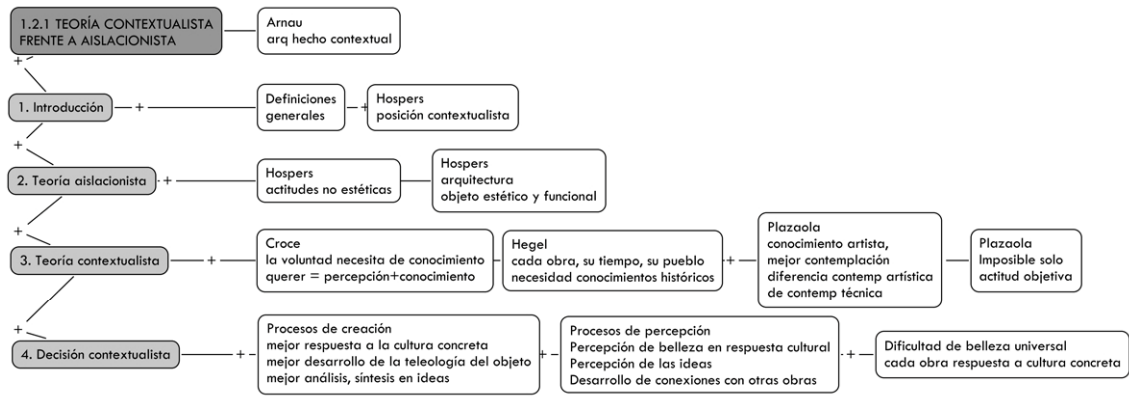 1.2.1 TEORÍA CONTEXTUALISTA
FRENTE A AISLACIONISTA
Arnau
arq hecho contextual
+
1. Introducción
+
Definiciones
generales
+
Hospers
posición contextualista
+
2. Teoría aislacionista
+
Hospers
actitudes no estéticas
Hospers
arquitectura
objeto estético y funcional
+
3. Teoría contextualista
+
Croce
la voluntad necesita de conocimiento
querer = percepción+conocimiento
Hegel
cada obra, su tiempo, su pueblo
necesidad conocimientos históricos
+
Plazaola
conocimiento artista,
mejor contemplación
diferencia contemp artística
de contemp técnica
Plazaola
Imposible solo
actitud objetiva
+
4. Decisión contextualista
+
Procesos de creación
mejor respuesta a la cultura concreta
mejor desarrollo de la teleología del objeto
mejor análisis, síntesis en ideas
+
Procesos de percepción
Percepción de belleza en respuesta cultural
Percepción de las ideas
Desarrollo de conexiones con otras obras
+
Dificultad de belleza universal
cada obra respuesta a cultura concreta